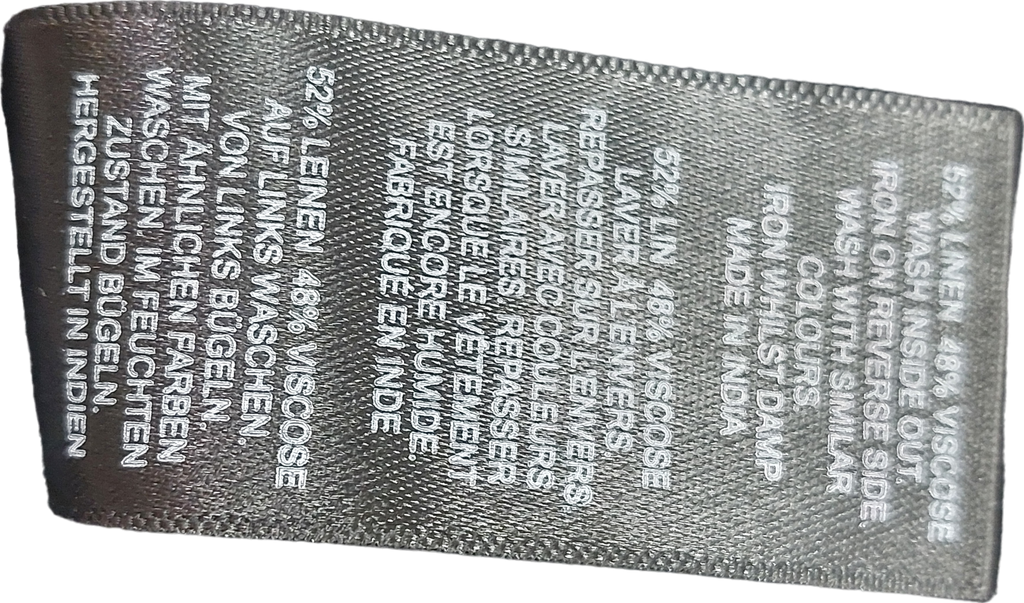 52% LINEN 48% VISCOSE
WASH INSIDE OUT.
IRON ON REVERSE SIDE.
WASH WITH SIMILAR
COLOURS.
IRON WHILST DAMP
MADE IN INDIA
52% LIN 48% VISCOSE
LAVER À L'ENVERS
REPASSER SUR L'ENVERS.
LAVER AVEC COULEURS
SIMILAIRES. REPASSER
LORSQUE LE VÊTEMENT
EST ENCORE HUMIDE.
FABRIQUÉ EN INDE
52% LEINEN 48% VISCOSE
AUF LINKS WASCHEN.
VON LINKS BÜGELN.
MIT ÄHNLICHEN FARBEN
WASCHEN IM FEUCHTEN
ZUSTAND BÜGELN.
HERGESTELLT IN INDIEN